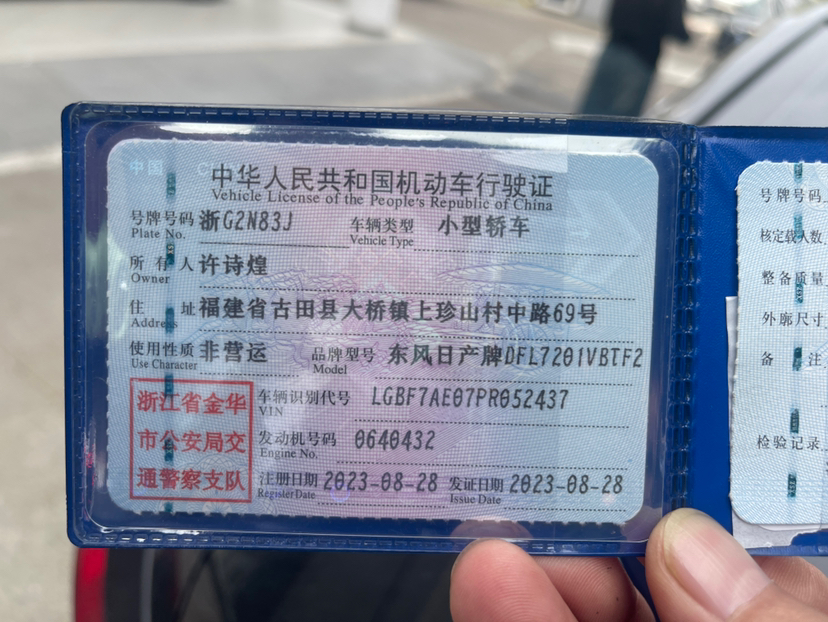 中国
中华人民共和国机动车行驶证
Vehicle License of the People's Republic of China
号牌号码 浙G2N83J 车辆类型 小型轿车
Plate No. Vehicle Type
所有人 许诗煌
Owner
住址 福建省古田县大桥镇上珍山村中路69号
Address
使用性质 非营运 品牌型号 东风日产牌DFL7201VBTF2
Use Character Model
浙江省金华
市公安局交
通警察支队
车辆识别代号 LGBF7AE07PR052437
VIN
发动机号码 0640432
Engine No.
注册日期 2023-08-28 发证日期 2023-08-28
Register Date Issue Date
号牌号码
核定载人数
整备质量
外廓尺寸
备注
检验记录